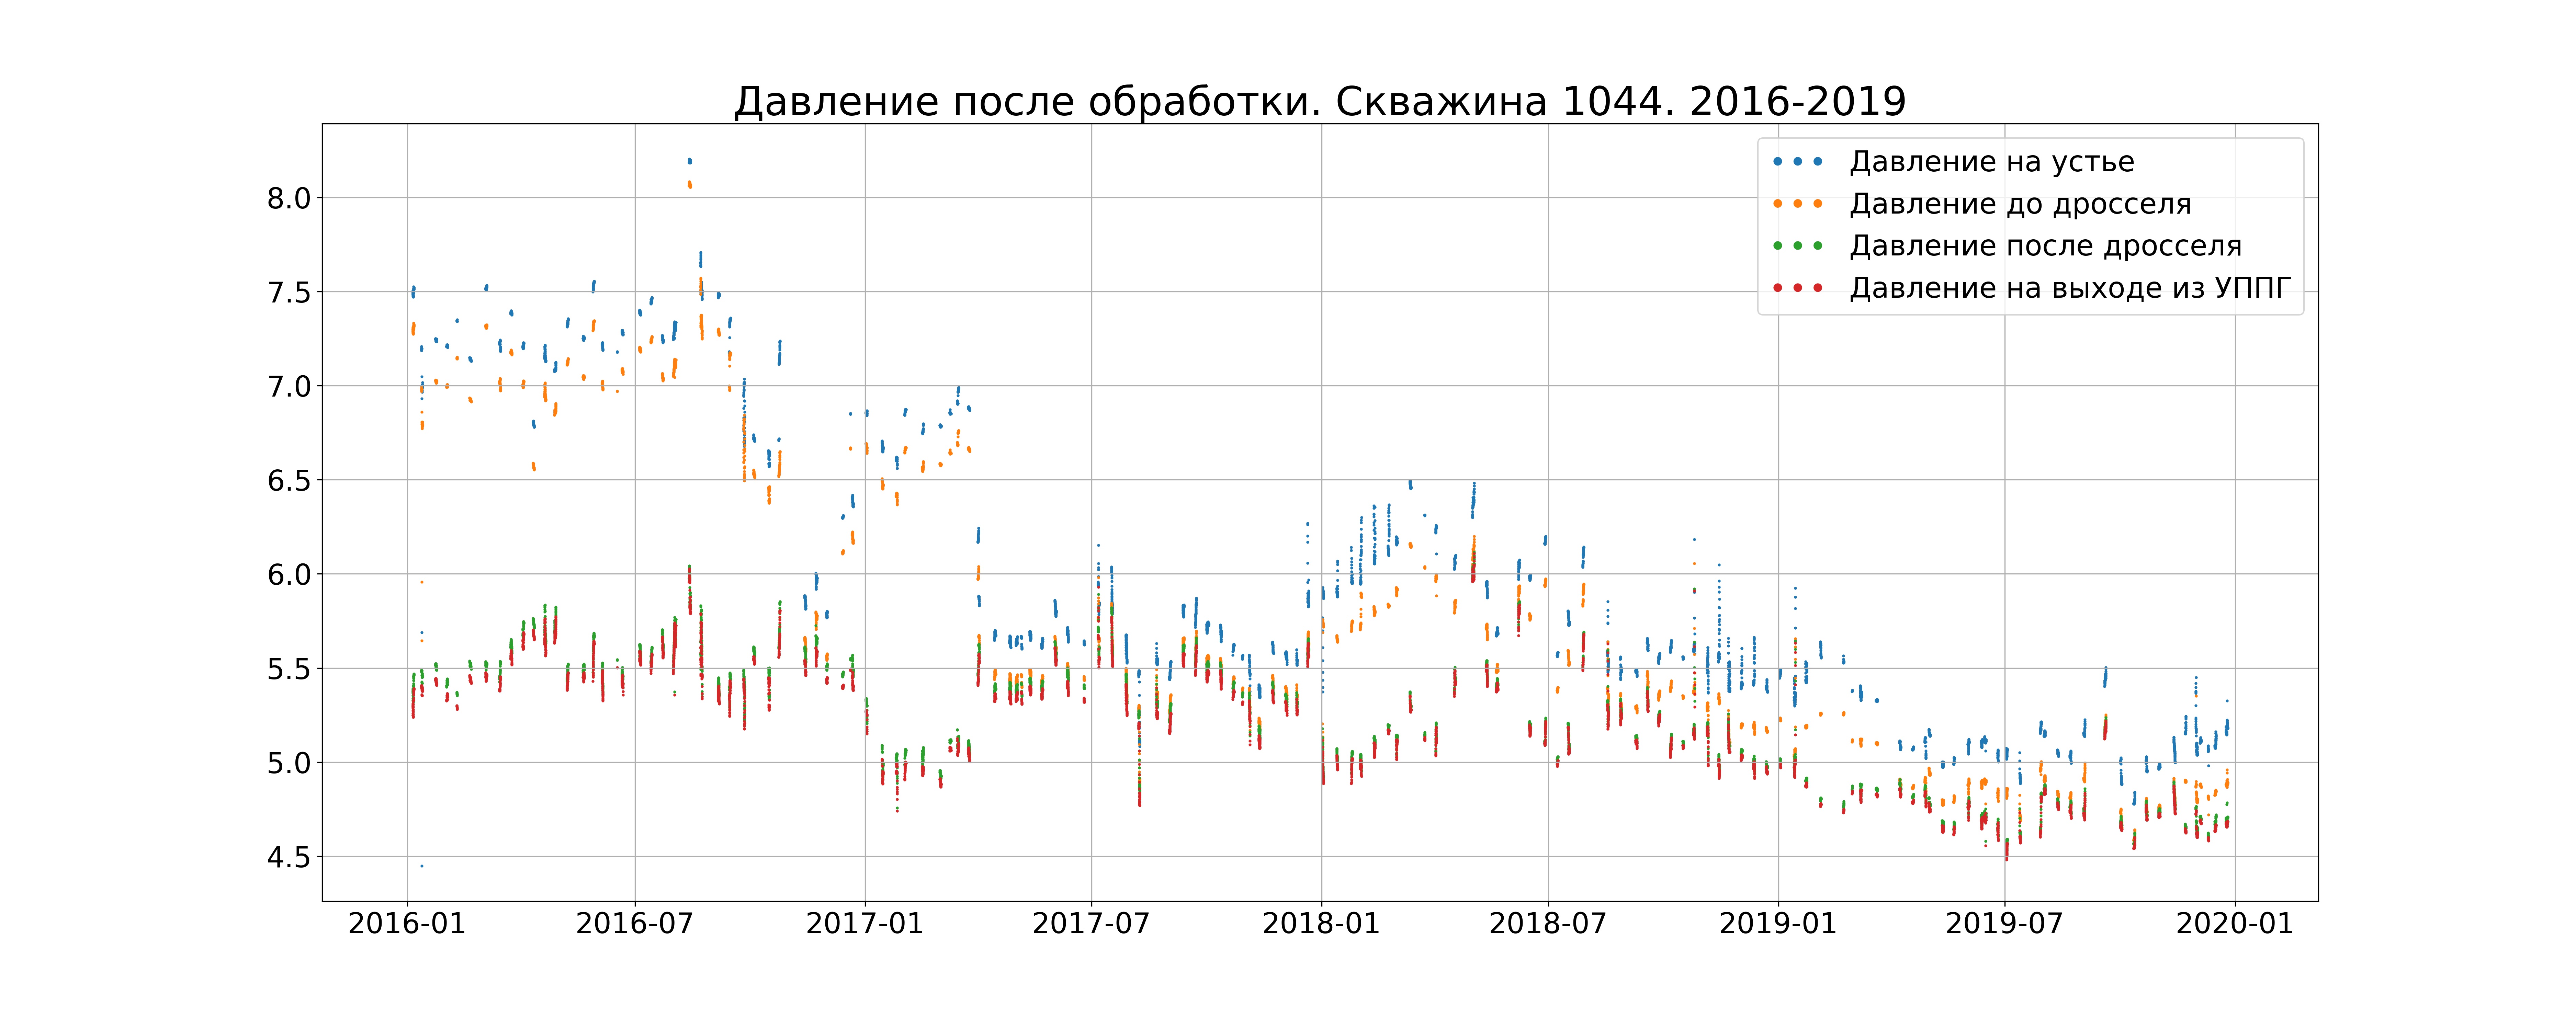 Давление после обработки. Скважина 1044. 2016-2019
Давление на устье
Давление до дросселя
Давление после дросселя
Давление на выходе из УППГ
8.0
7.5
7.0
6.5
6.0
5.5
5.0
4.5
2016-01 2016-07 2017-01 2017-07 2018-01 2018-07 2019-01 2019-07 2020-01